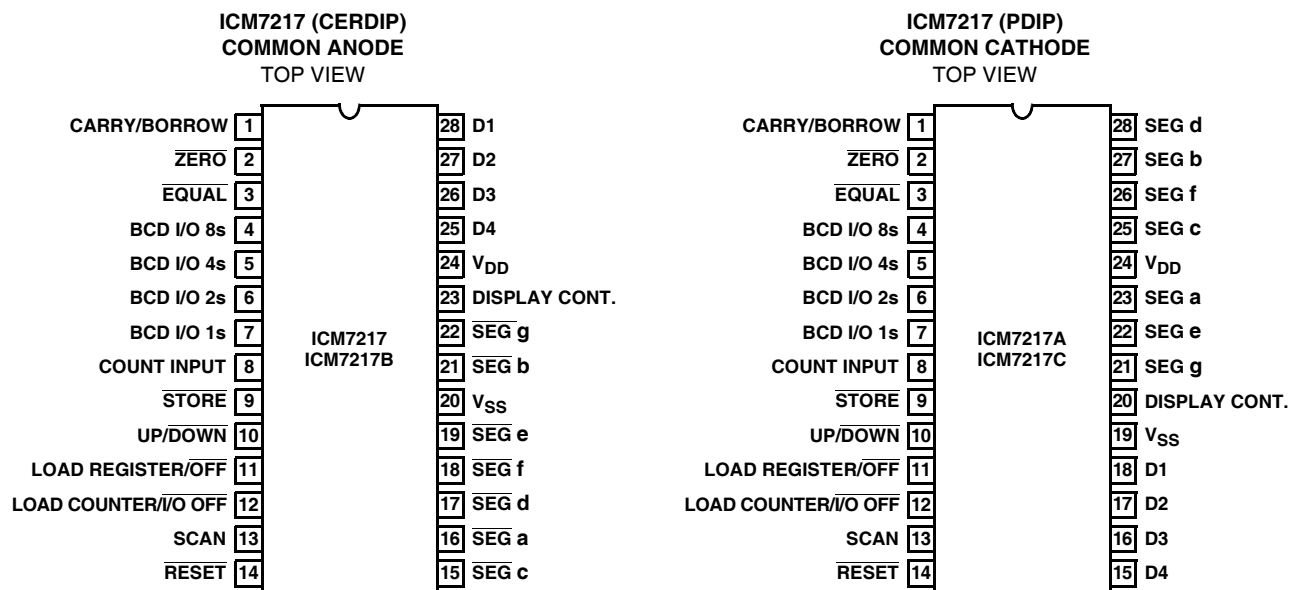 ICM7217 (CERDIP)
COMMON ANODE
TOP VIEW
CARRY/BORROW 1
ZERO 2
EQUAL 3
BCD I/O 8s 4
BCD I/O 4s 5
BCD I/O 2s 6
BCD I/O 1s 7
COUNT INPUT 8
STORE 9
UP/DOWN 10
LOAD REGISTER/OFF 11
LOAD COUNTER/I/O OFF 12
SCAN 13
RESET 14
ICM7217
ICM7217B
28 D1
27 D2
26 D3
25 D4
24 VDD
23 DISPLAY CONT.
22 SEG g
21 SEG b
20 VSS
19 SEG e
18 SEG f
17 SEG d
16 SEG a
15 SEG c
ICM7217 (PDIP)
COMMON CATHODE
TOP VIEW
CARRY/BORROW 1
ZERO 2
EQUAL 3
BCD I/O 8s 4
BCD I/O 4s 5
BCD I/O 2s 6
BCD I/O 1s 7
COUNT INPUT 8
STORE 9
UP/DOWN 10
LOAD REGISTER/OFF 11
LOAD COUNTER/I/O OFF 12
SCAN 13
RESET 14
ICM7217A
ICM7217C
28 SEG d
27 SEG b
26 SEG f
25 SEG c
24 VDD
23 SEG a
22 SEG e
21 SEG g
20 DISPLAY CONT.
19 VSS
18 D1
17 D2
16 D3
15 D4